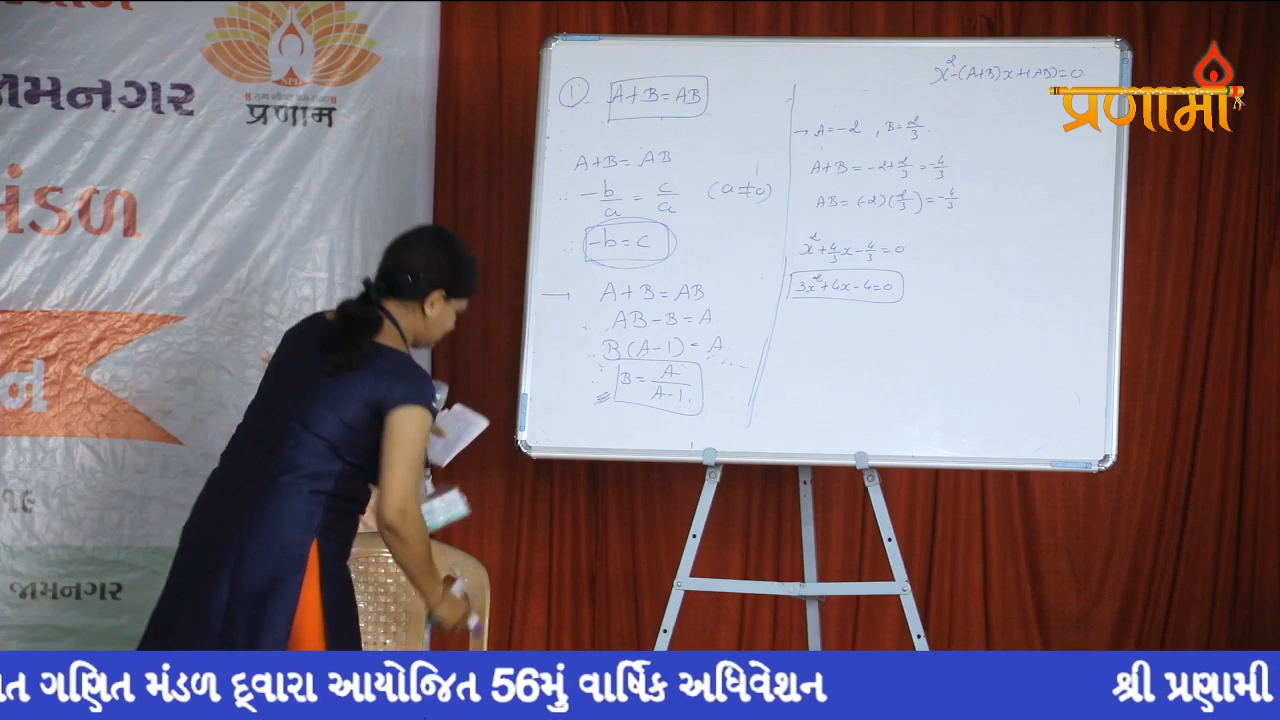 જામનગર
પ્રણામ
મંડળ
ન
૧૯
જામનગર
① A+B=AB
A+B= AB
∴ -b/a = c/a (a≠0)
∴ -b=c
→ A+B=AB
∴ AB-B=A
∴ B(A-1)= A
∴ B= A/A-1
x²-(A+B)x+(AB)=0
→ A=-2 , B=2/3
A+B= -2+2/3 = -4/3
AB= (-2)(2/3)= -4/3
x²+4/3x-4/3=0
3x²+4x-4=0
प्रणामी
ત ગણિત મંડળ દ્વારા આયોજિત 56મું વાર્ષિક અધિવેશન
શ્રી પ્રણામી